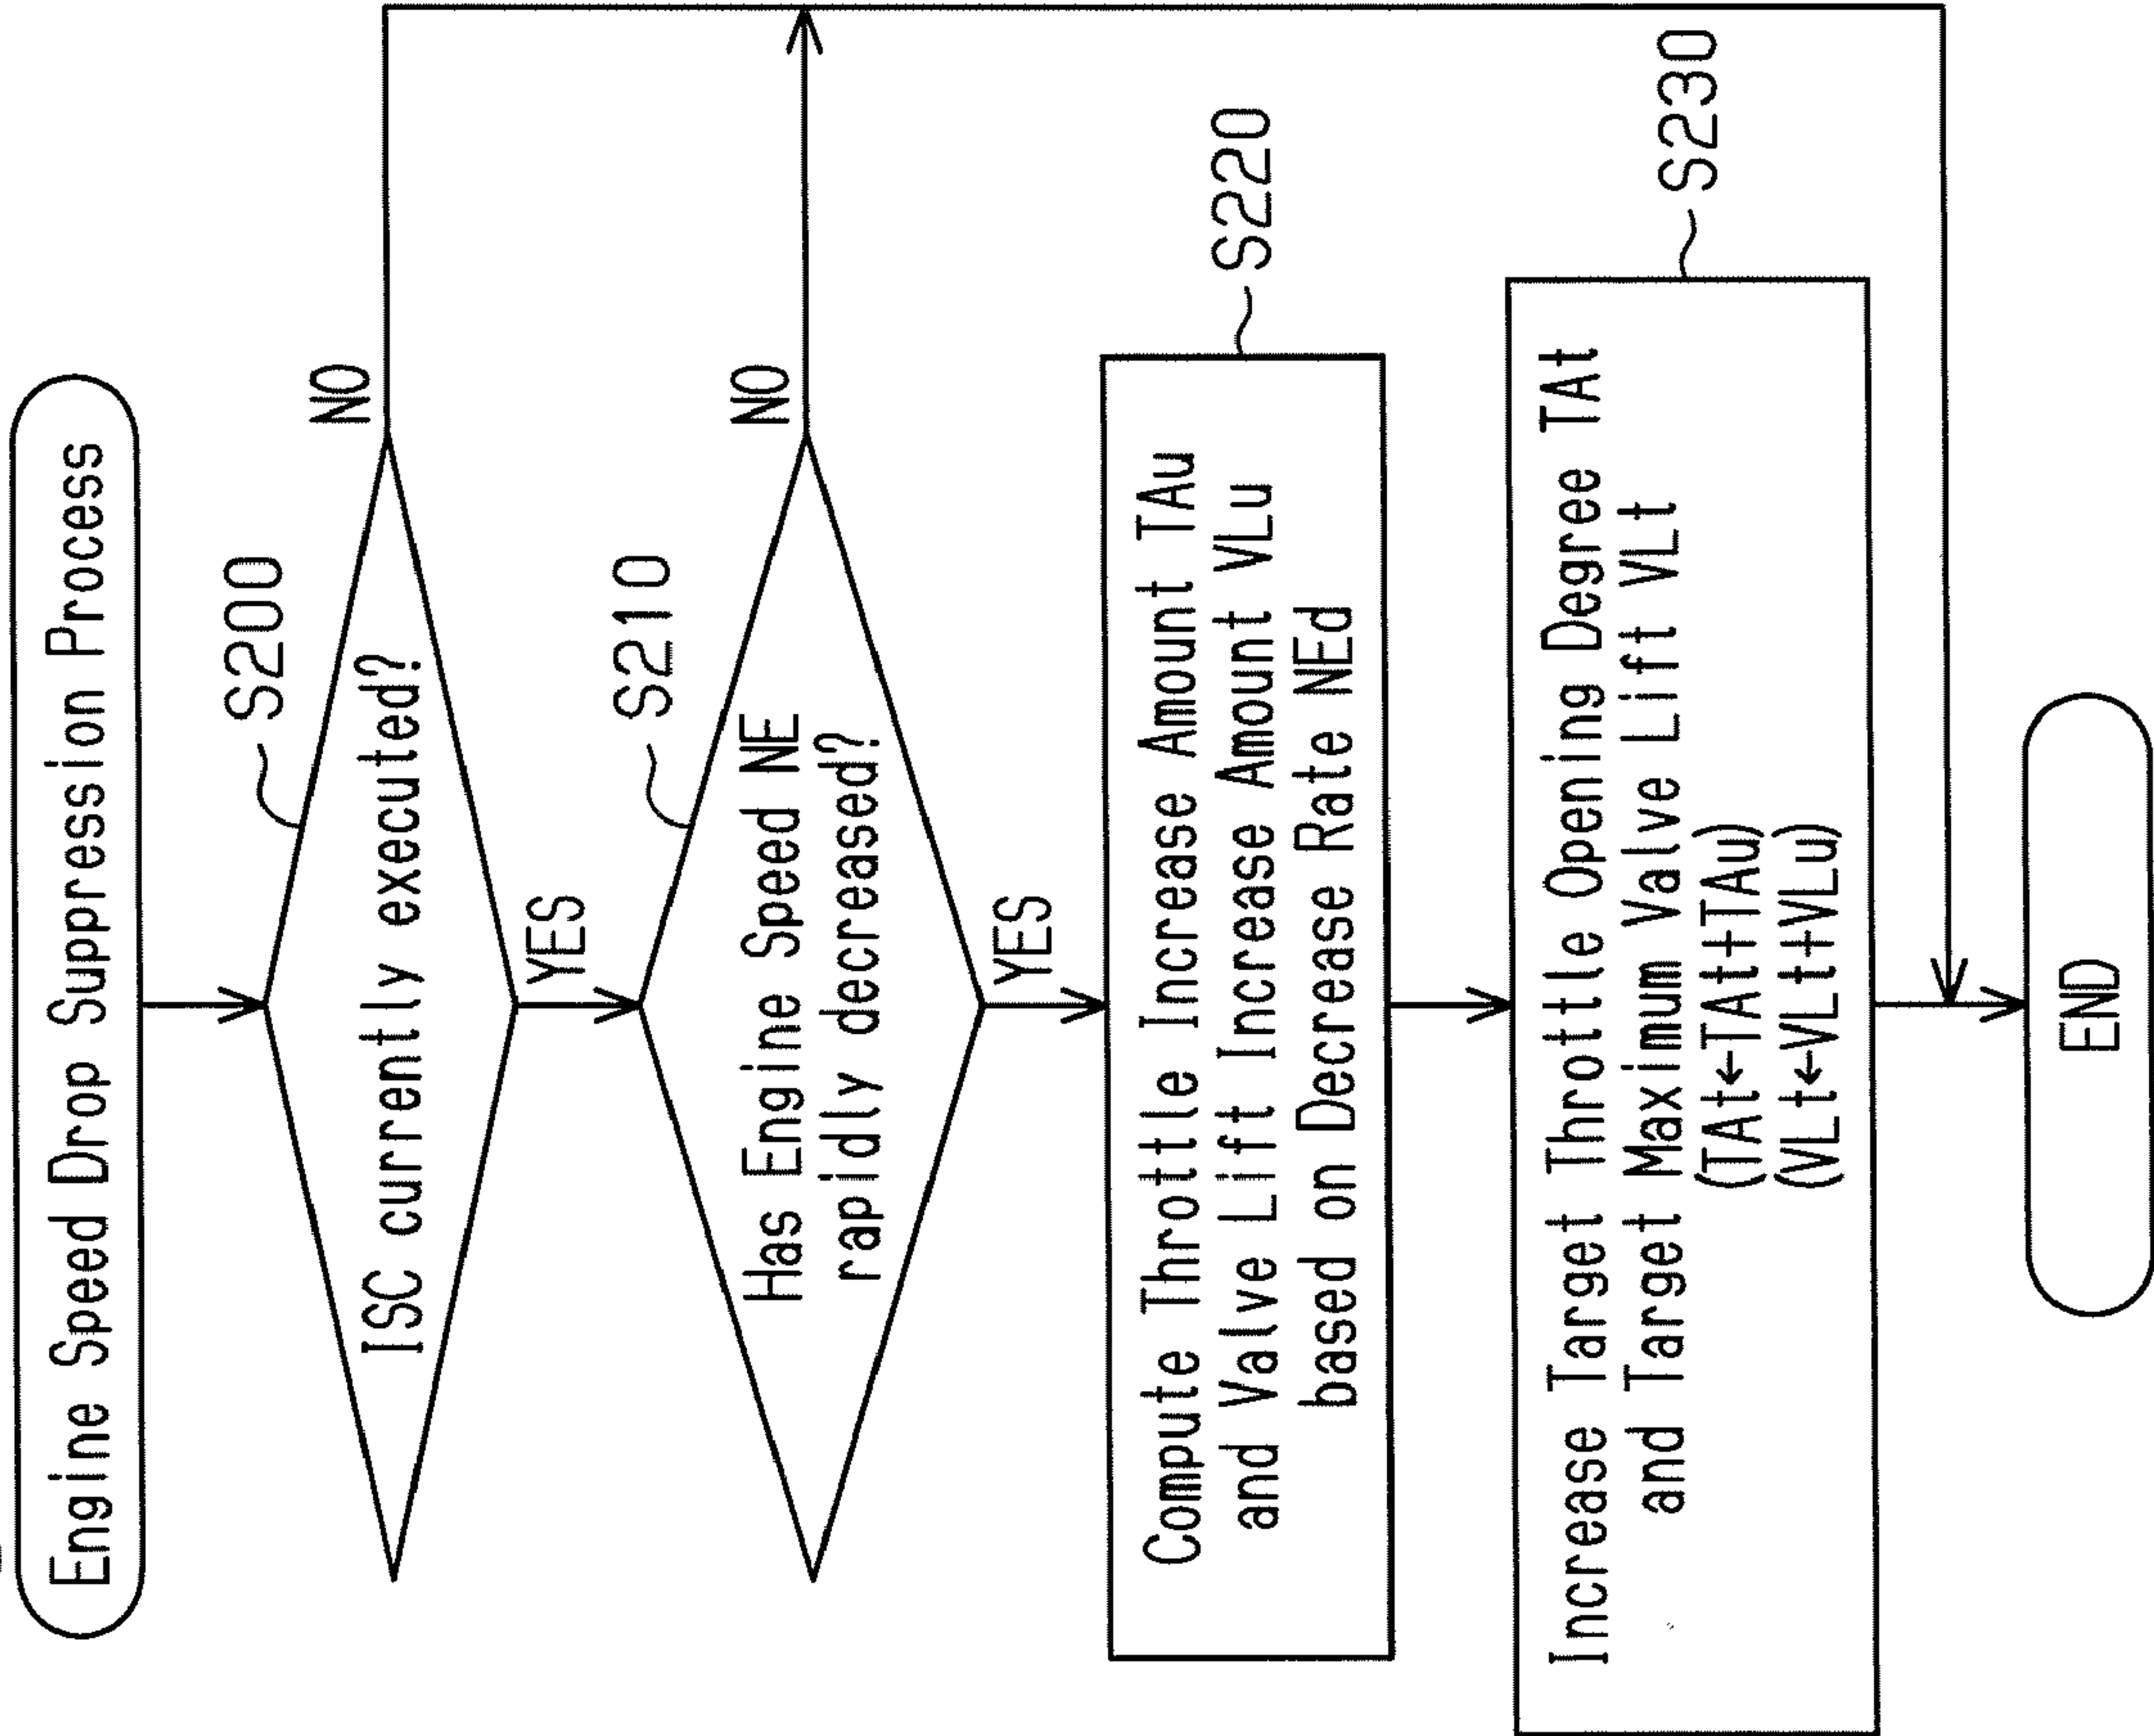 Engine Speed Drop Suppression Process
S200
ISC currently executed?
NO
YES
S210
Has Engine Speed NE
rapidly decreased?
NO
YES
S220
Compute Throttle Increase Amount TAu
and Valve Lift Increase Amount VLu
based on Decrease Rate NEd
S230
Increase Target Throttle Opening Degree TAt
and Target Maximum Valve Lift VLt
(TAt←TAt+TAu)
(VLt←VLt+VLu)
END